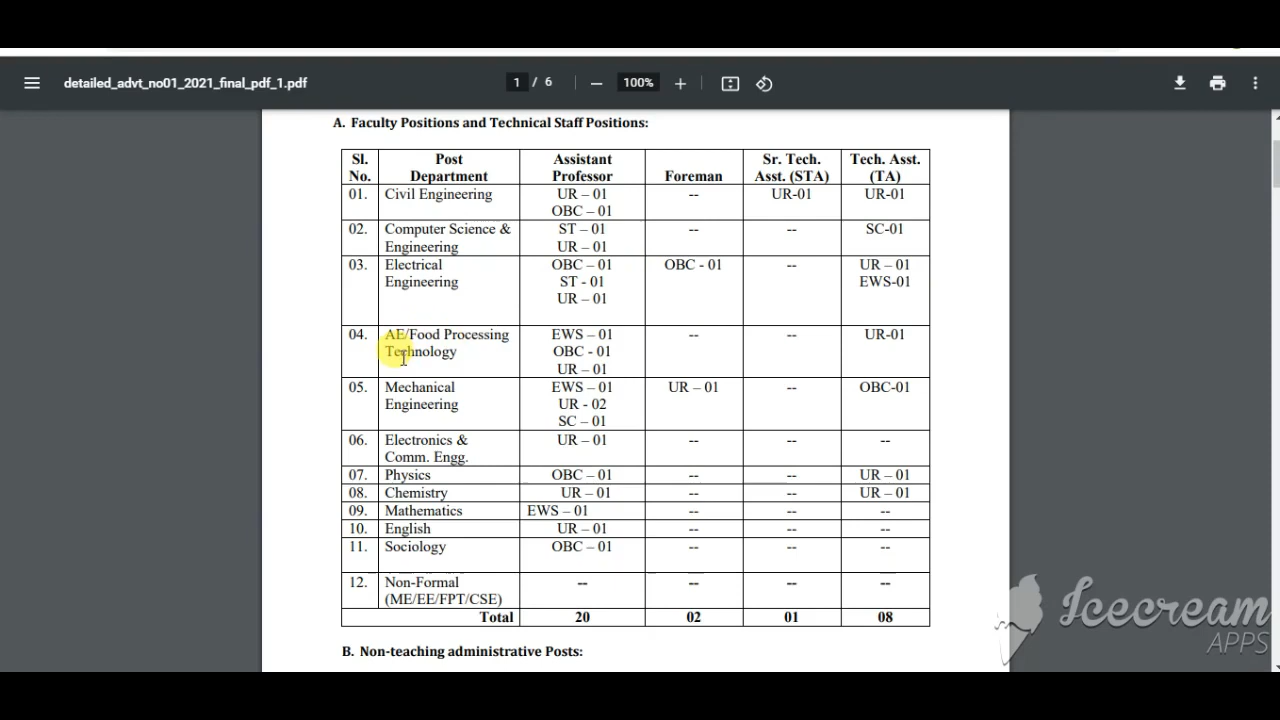 detailed_advt_no01_2021_final_pdf_1.pdf 1 / 6 — 100% +
A. Faculty Positions and Technical Staff Positions:
Sl. No. Post Department Assistant Professor Foreman Sr. Tech. Asst. (STA) Tech. Asst. (TA)
01. Civil Engineering UR – 01 -- UR-01 UR-01
OBC – 01
02. Computer Science & ST – 01 -- -- SC-01
Engineering UR – 01
03. Electrical OBC – 01 OBC - 01 -- UR – 01
Engineering ST - 01 EWS-01
UR – 01
04. AE/Food Processing EWS – 01 -- -- UR-01
Technology OBC - 01
UR – 01
05. Mechanical EWS – 01 UR – 01 -- OBC-01
Engineering UR - 02
SC – 01
06. Electronics & UR – 01 -- -- --
Comm. Engg.
07. Physics OBC – 01 -- -- UR – 01
08. Chemistry UR – 01 -- -- UR – 01
09. Mathematics EWS – 01 -- -- --
10. English UR – 01 -- -- --
11. Sociology OBC – 01 -- -- --
12. Non-Formal -- -- -- --
(ME/EE/FPT/CSE)
Total 20 02 01 08
B. Non-teaching administrative Posts:
Icecream
APPS